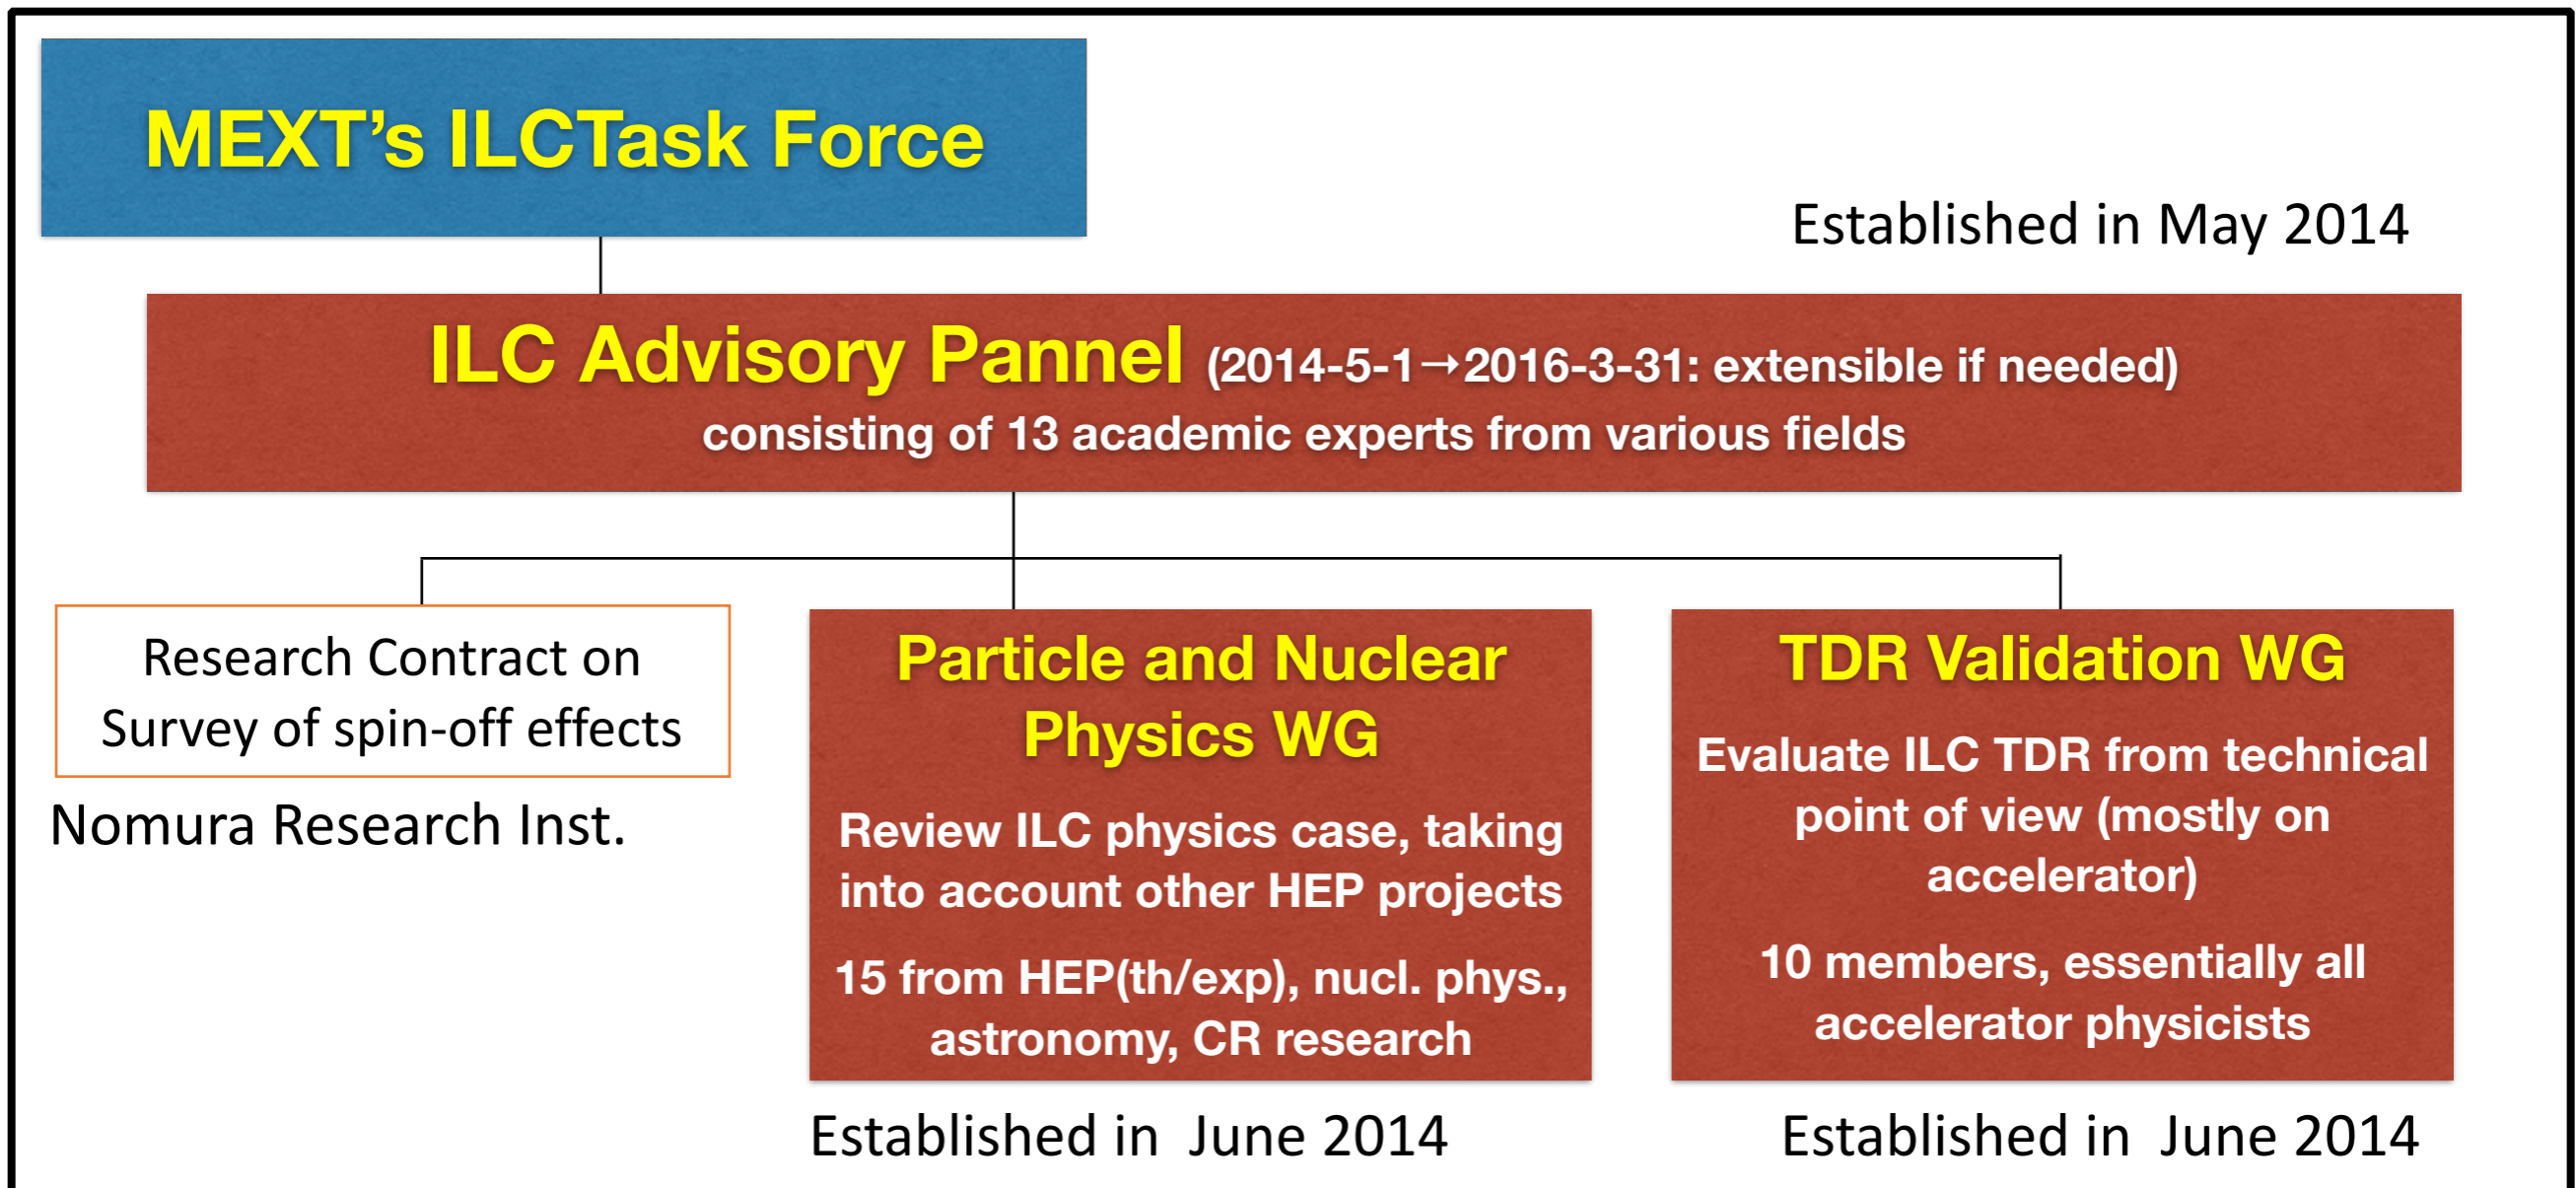 MEXT’s ILCTask Force
Established in May 2014
ILC Advisory Pannel (2014-5-1→2016-3-31: extensible if needed)
consisting of 13 academic experts from various fields
Research Contract on
Survey of spin-off effects
Nomura Research Inst.
Particle and Nuclear
Physics WG
Review ILC physics case, taking
into account other HEP projects
15 from HEP(th/exp), nucl. phys.,
astronomy, CR research
Established in June 2014
TDR Validation WG
Evaluate ILC TDR from technical
point of view (mostly on
accelerator)
10 members, essentially all
accelerator physicists
Established in June 2014